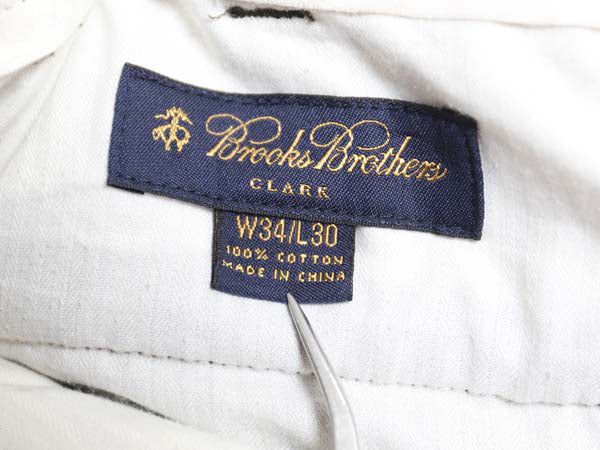 Brooks Brothers
CLARK
W34/L30
100% COTTON
MADE IN CHINA